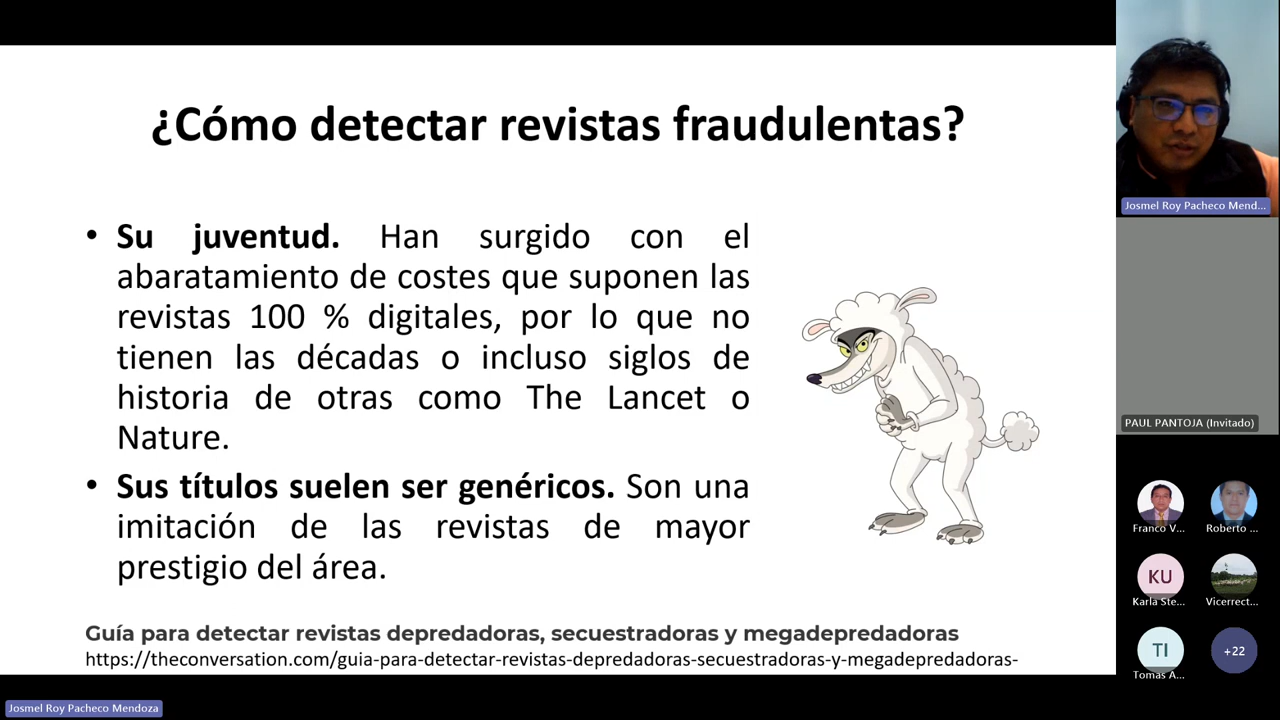 ¿Cómo detectar revistas fraudulentas?
• Su juventud. Han surgido con el
abaratamiento de costes que suponen las
revistas 100 % digitales, por lo que no
tienen las décadas o incluso siglos de
historia de otras como The Lancet o
Nature.
• Sus títulos suelen ser genéricos. Son una
imitación de las revistas de mayor
prestigio del área.
Guía para detectar revistas depredadoras, secuestradoras y megadepredadoras
https://theconversation.com/guia-para-detectar-revistas-depredadoras-secuestradoras-y-megadepredadoras-
Josmel Roy Pacheco Mend...
PAUL PANTOJA (Invitado)
Franco V...
Roberto ...
KU
Karla Ste...
Vicerrect...
TI
Tomas A...
+22
Josmel Roy Pacheco Mendoza